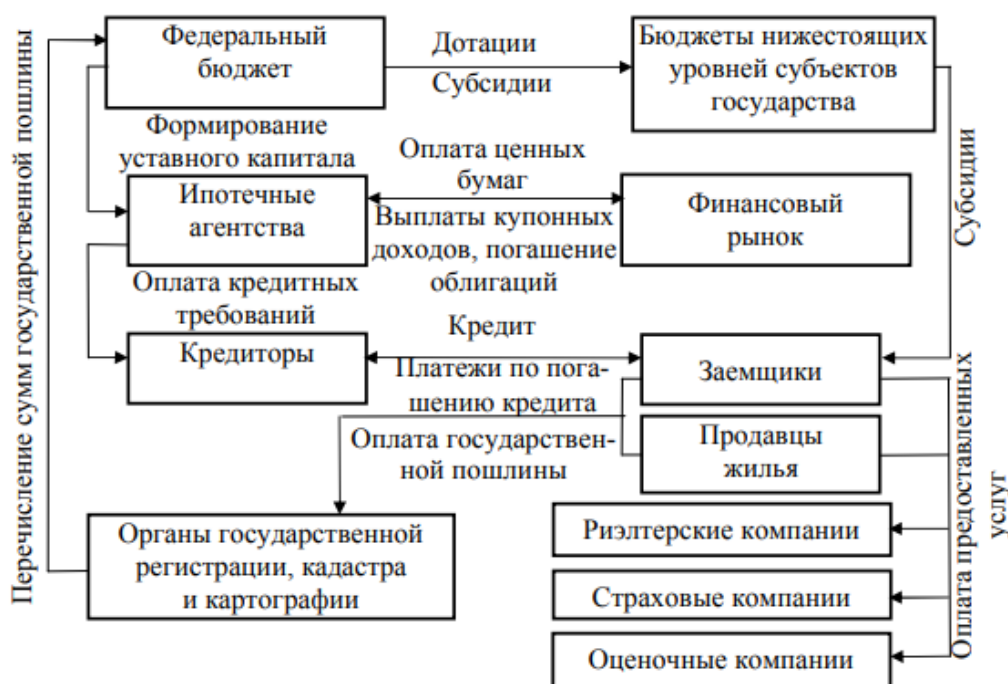 Федеральный
бюджет
Дотации
Субсидии
Бюджеты нижестоящих
уровней субъектов
государства
Перечисление сумм государственной пошлины
Формирование
уставного капитала
Оплата ценных
бумаг
Субсидии
Ипотечные
агентства
Выплаты купонных
доходов, погашение
облигаций
Финансовый
рынок
Оплата кредитных
требований
Кредит
Кредиторы
Платежи по пога-
шению кредита
Заемщики
Оплата государствен-
ной пошлины
Продавцы
жилья
Оплата предоставленных
услуг
Органы государственной
регистрации, кадастра
и картографии
Риэлтерские компании
Страховые компании
Оценочные компании